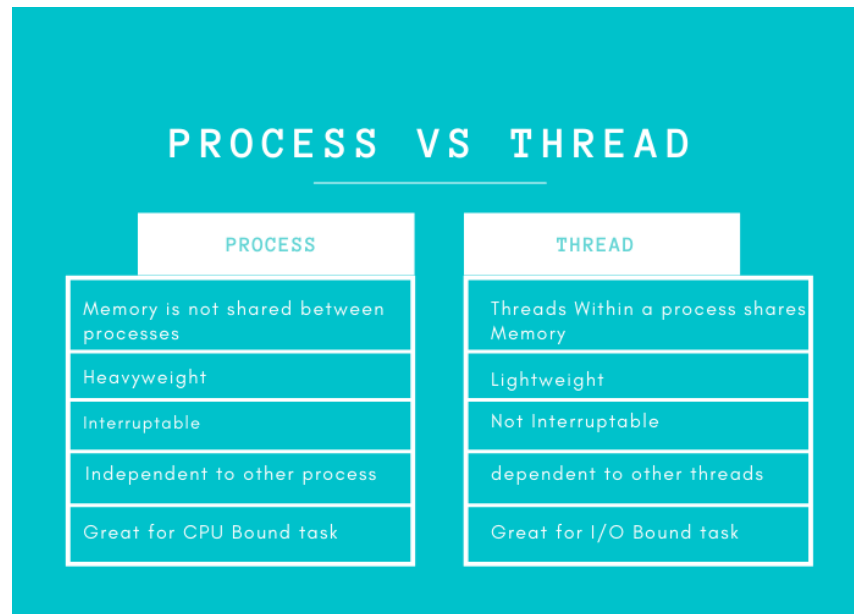 PROCESS VS THREAD
PROCESS
Memory is not shared between
processes
Heavyweight
Interruptable
Independent to other process
Great for CPU Bound task
THREAD
Threads Within a process shares
Memory
Lightweight
Not Interruptable
dependent to other threads
Great for I/O Bound task